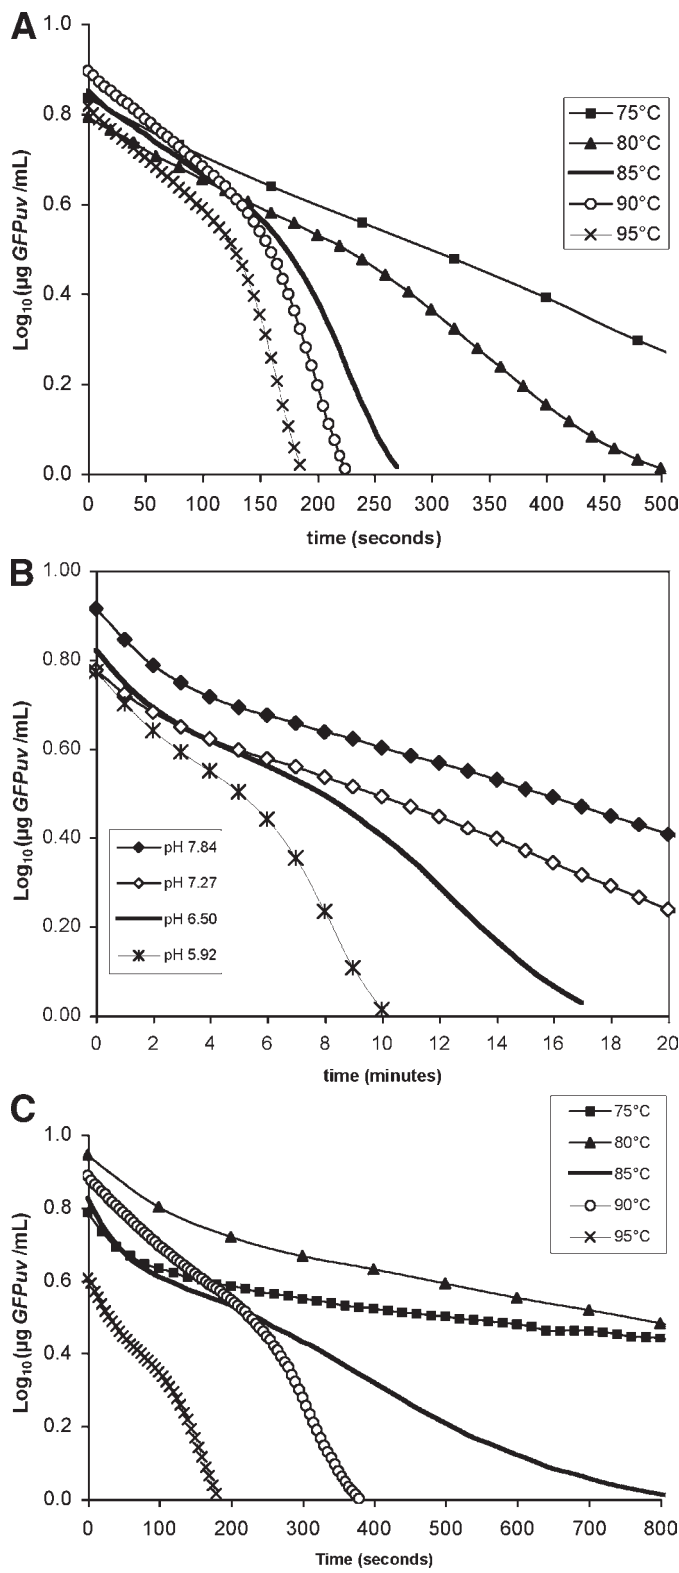 A
1.0
0.8
0.6
0.4
0.2
0.0
Log10 (µg GFPuv /mL)
75°C
80°C
85°C
90°C
95°C
0 50 100 150 200 250 300 350 400 450 500
time (seconds)
B
1.00
0.80
0.60
0.40
0.20
0.00
Log10 (µg GFPuv /mL)
pH 7.84
pH 7.27
pH 6.50
pH 5.92
0 2 4 6 8 10 12 14 16 18 20
time (minutes)
C
75°C
80°C
85°C
90°C
95°C
1.0
0.8
0.6
0.4
0.2
0.0
Log10 (µg GFPuv /mL)
0 100 200 300 400 500 600 700 800
Time (seconds)